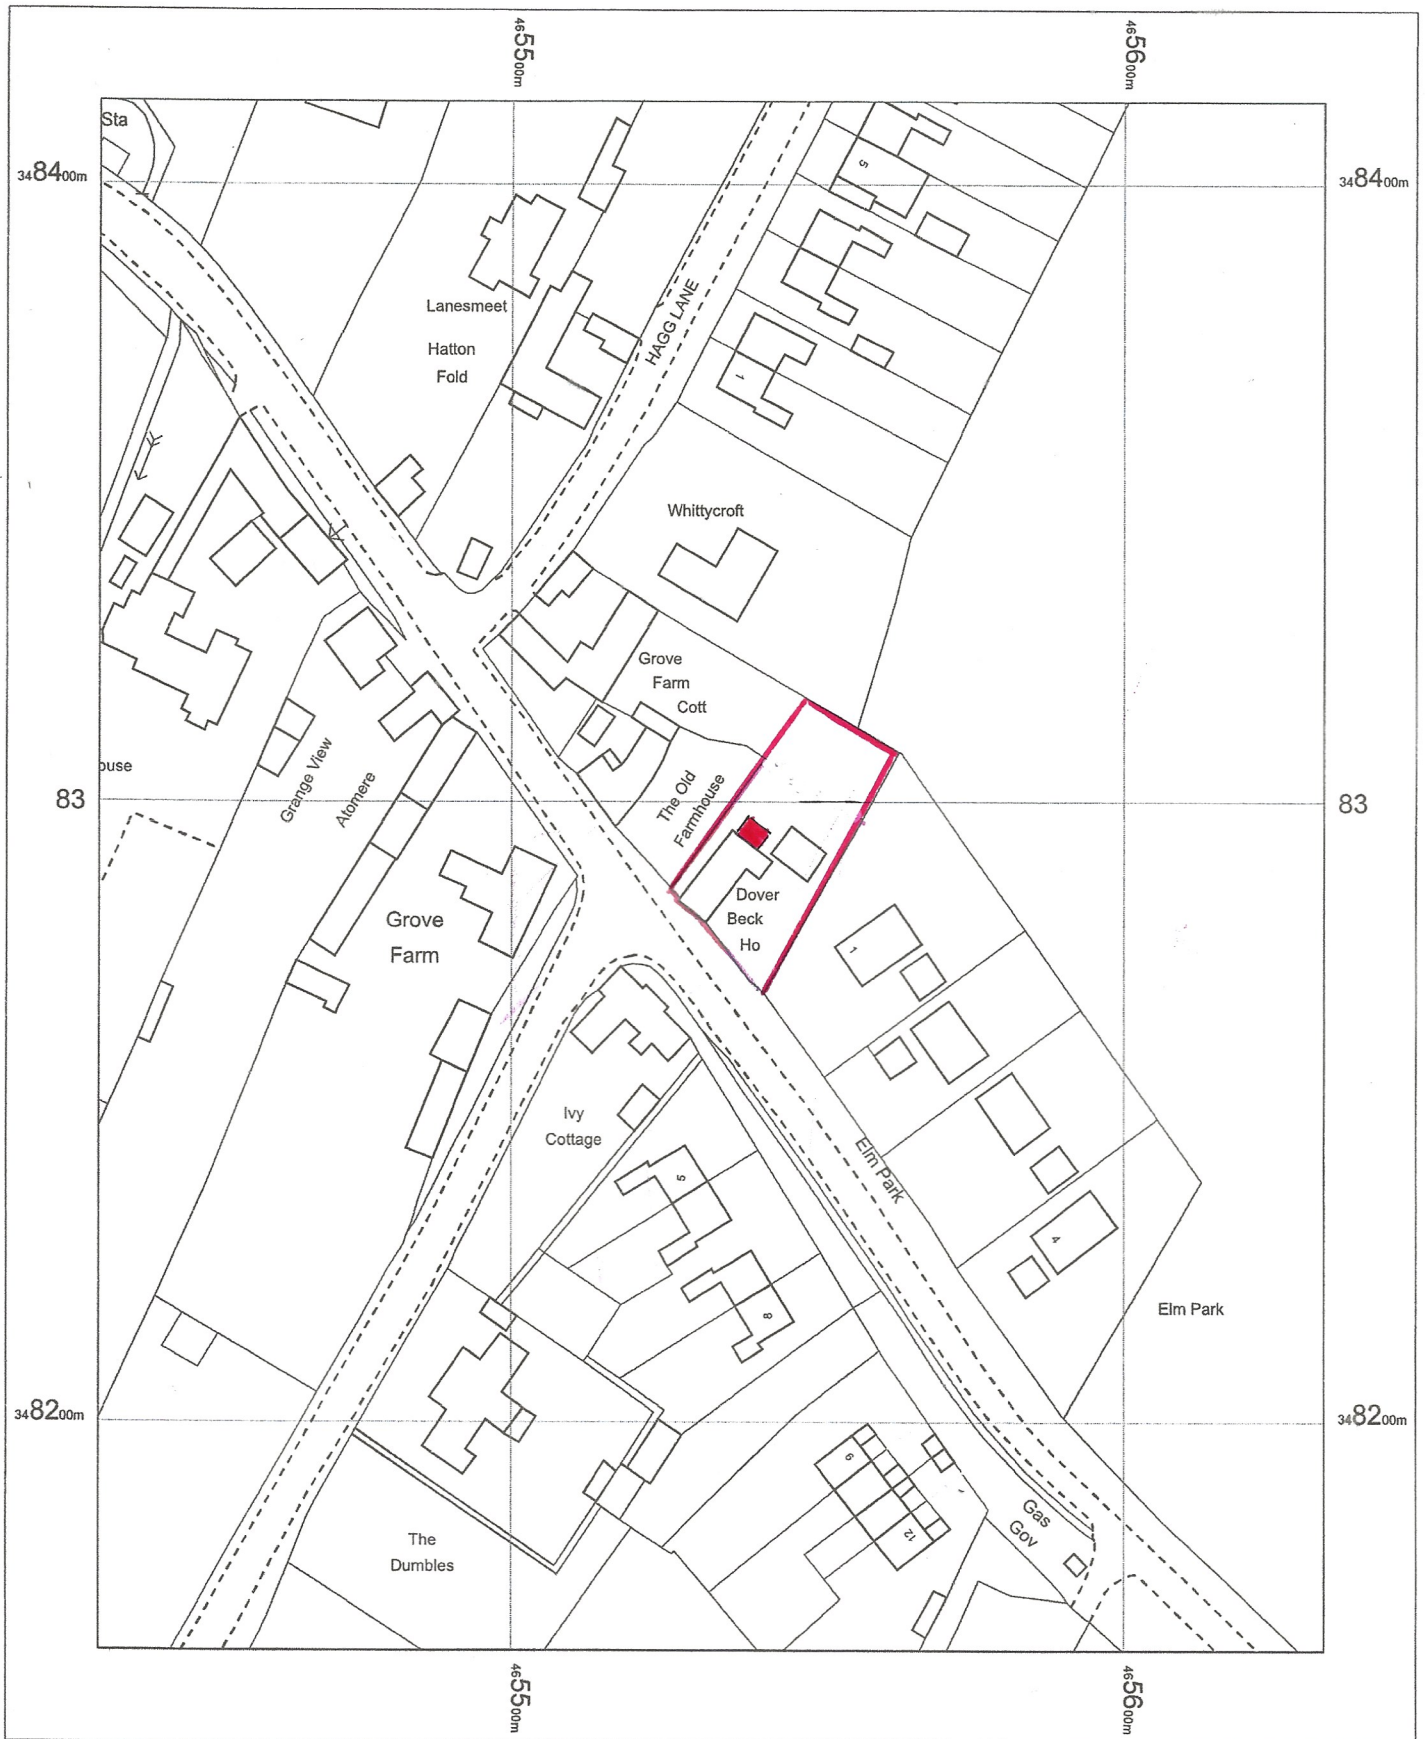 4655 00m
4656 00m
Sta
3484 00m
3484 00m
5
Lanesmeet
HAGG LANE
Hatton
Fold
1
Whittycroft
Grove
Farm
Cott
ouse
Grange View
Atomere
The Old
Farmhouse
83
83
Dover
Beck
Ho
Grove
Farm
1
Ivy
Cottage
Elm Park
5
4
8
Elm Park
3482 00m
3482 00m
9
12
Gas
Gov
The
Dumbles
4655 00m
4656 00m